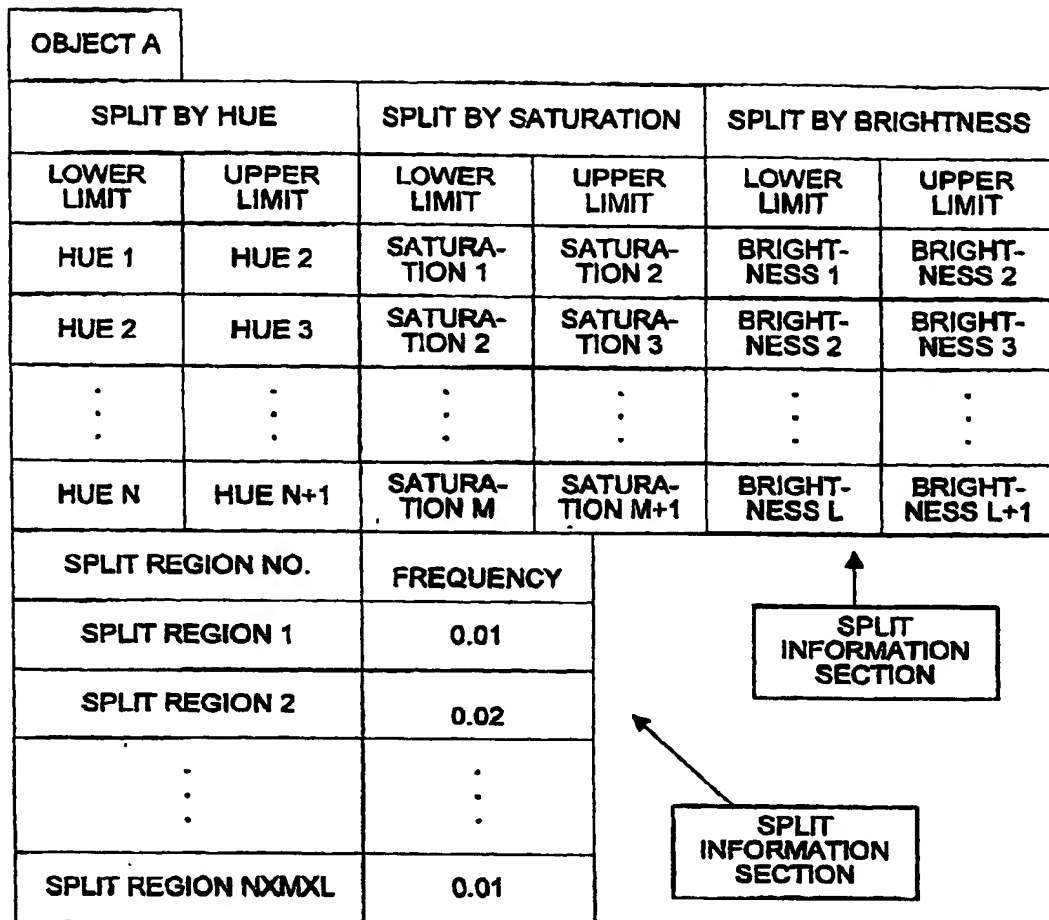 OBJECT A
SPLIT BY HUE SPLIT BY SATURATION SPLIT BY BRIGHTNESS
LOWER LIMIT UPPER LIMIT LOWER LIMIT UPPER LIMIT LOWER LIMIT UPPER LIMIT
HUE 1 HUE 2 SATURA-TION 1 SATURA-TION 2 BRIGHT-NESS 1 BRIGHT-NESS 2
HUE 2 HUE 3 SATURA-TION 2 SATURA-TION 3 BRIGHT-NESS 2 BRIGHT-NESS 3
HUE N HUE N+1 SATURA-TION M SATURA-TION M+1 BRIGHT-NESS L BRIGHT-NESS L+1
SPLIT REGION NO. FREQUENCY
SPLIT REGION 1 0.01
SPLIT REGION 2 0.02
SPLIT REGION NXMXL 0.01
SPLIT
INFORMATION
SECTION
SPLIT
INFORMATION
SECTION